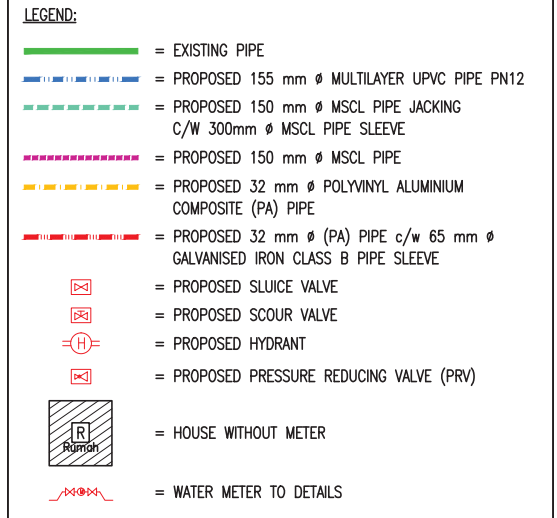 LEGEND:
= EXISTING PIPE
= PROPOSED 155 mm ø MULTILAYER UPVC PIPE PN12
= PROPOSED 150 mm ø MSCL PIPE JACKING
C/W 300mm ø MSCL PIPE SLEEVE
= PROPOSED 150 mm ø MSCL PIPE
= PROPOSED 32 mm ø POLYVINYL ALUMINIUM
COMPOSITE (PA) PIPE
= PROPOSED 32 mm ø (PA) PIPE c/w 65 mm ø
GALVANISED IRON CLASS B PIPE SLEEVE
= PROPOSED SLUICE VALVE
= PROPOSED SCOUR VALVE
H = PROPOSED HYDRANT
= PROPOSED PRESSURE REDUCING VALVE (PRV)
R
Rumah
= HOUSE WITHOUT METER
= WATER METER TO DETAILS